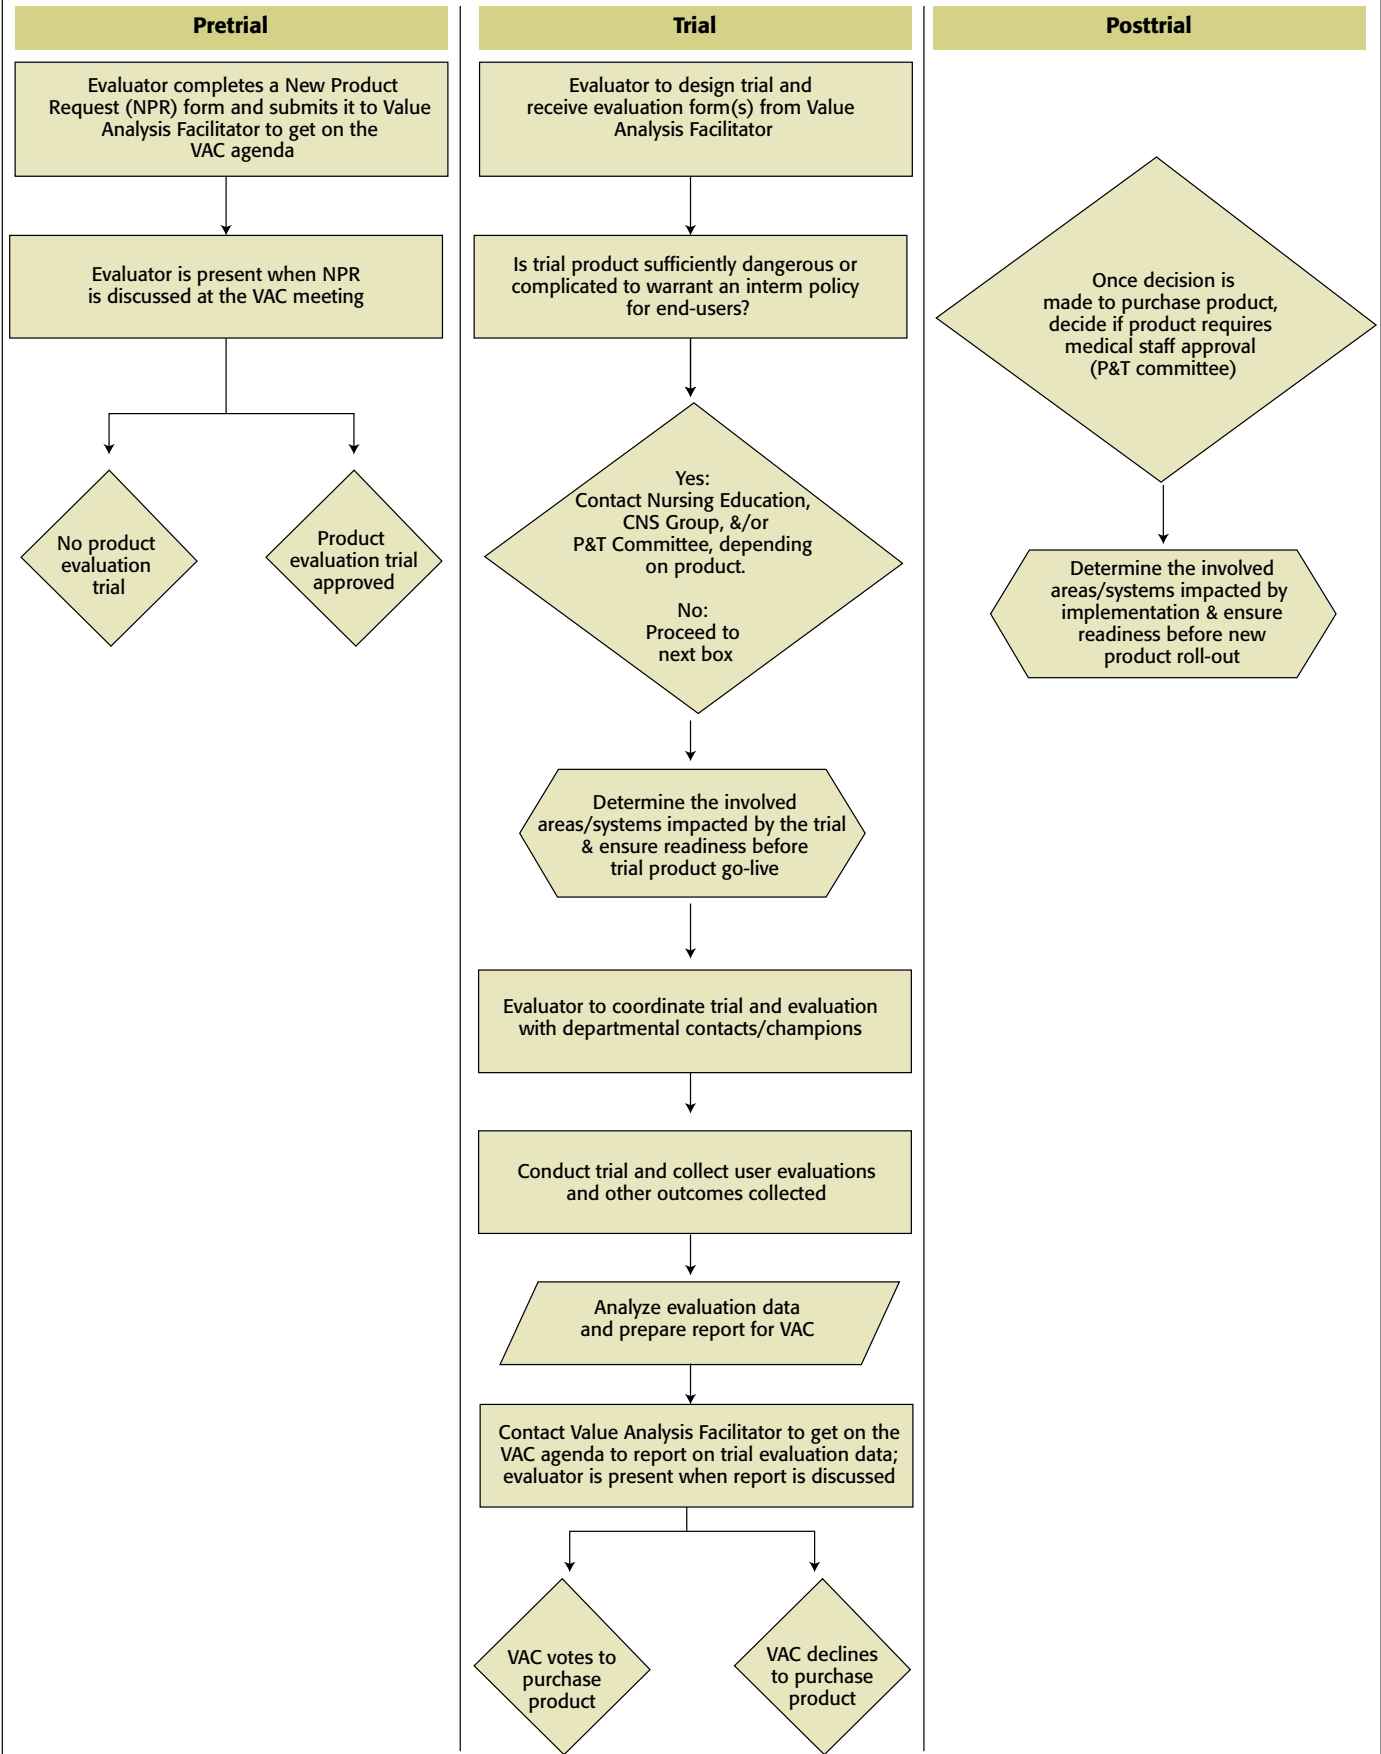 Pretrial
Evaluator completes a New Product
Request (NPR) form and submits it to Value
Analysis Facilitator to get on the
VAC agenda
Evaluator is present when NPR
is discussed at the VAC meeting
No product
evaluation
trial
Product
evaluation trial
approved
Trial
Evaluator to design trial and
receive evaluation form(s) from Value
Analysis Facilitator
Is trial product sufficiently dangerous or
complicated to warrant an interm policy
for end-users?
Yes:
Contact Nursing Education,
CNS Group, &/or
P&T Committee, depending
on product.
No:
Proceed to
next box
Determine the involved
areas/systems impacted by the trial
& ensure readiness before
trial product go-live
Evaluator to coordinate trial and evaluation
with departmental contacts/champions
Conduct trial and collect user evaluations
and other outcomes collected
Analyze evaluation data
and prepare report for VAC
Contact Value Analysis Facilitator to get on the
VAC agenda to report on trial evaluation data;
evaluator is present when report is discussed
VAC votes to
purchase
product
VAC declines
to purchase
product
Posttrial
Once decision is
made to purchase product,
decide if product requires
medical staff approval
(P&T committee)
Determine the involved
areas/systems impacted by
implementation & ensure
readiness before new
product roll-out